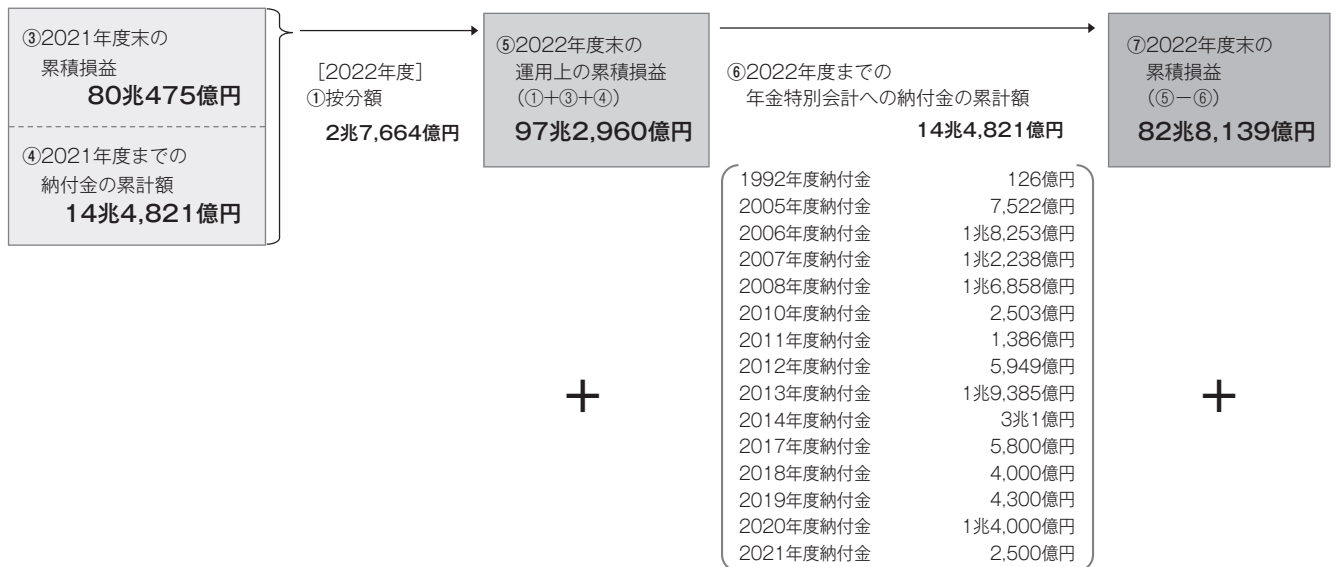 ③2021年度末の
累積損益
80兆475億円
④2021年度までの
納付金の累計額
14兆4,821億円
[2022年度]
①按分額
2兆7,664億円
⑤2022年度末の
運用上の累積損益
(①+③+④)
97兆2,960億円
⑥2022年度までの
年金特別会計への納付金の累計額
14兆4,821億円
1992年度納付金 126億円
2005年度納付金 7,522億円
2006年度納付金 1兆8,253億円
2007年度納付金 1兆2,238億円
2008年度納付金 1兆6,858億円
2010年度納付金 2,503億円
2011年度納付金 1,386億円
2012年度納付金 5,949億円
2013年度納付金 1兆9,385億円
2014年度納付金 3兆1億円
2017年度納付金 5,800億円
2018年度納付金 4,000億円
2019年度納付金 4,300億円
2020年度納付金 1兆4,000億円
2021年度納付金 2,500億円
⑦2022年度末の
累積損益
(⑤−⑥)
82兆8,139億円
+
+